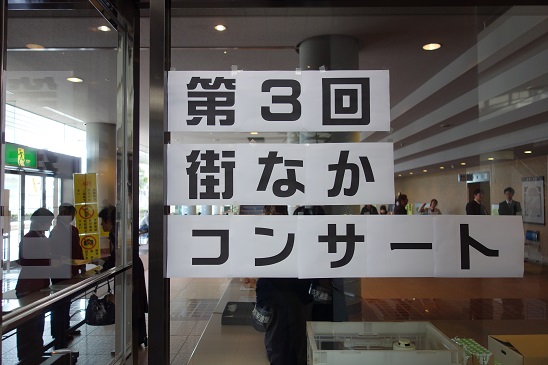 第3回
街なか
コンサート